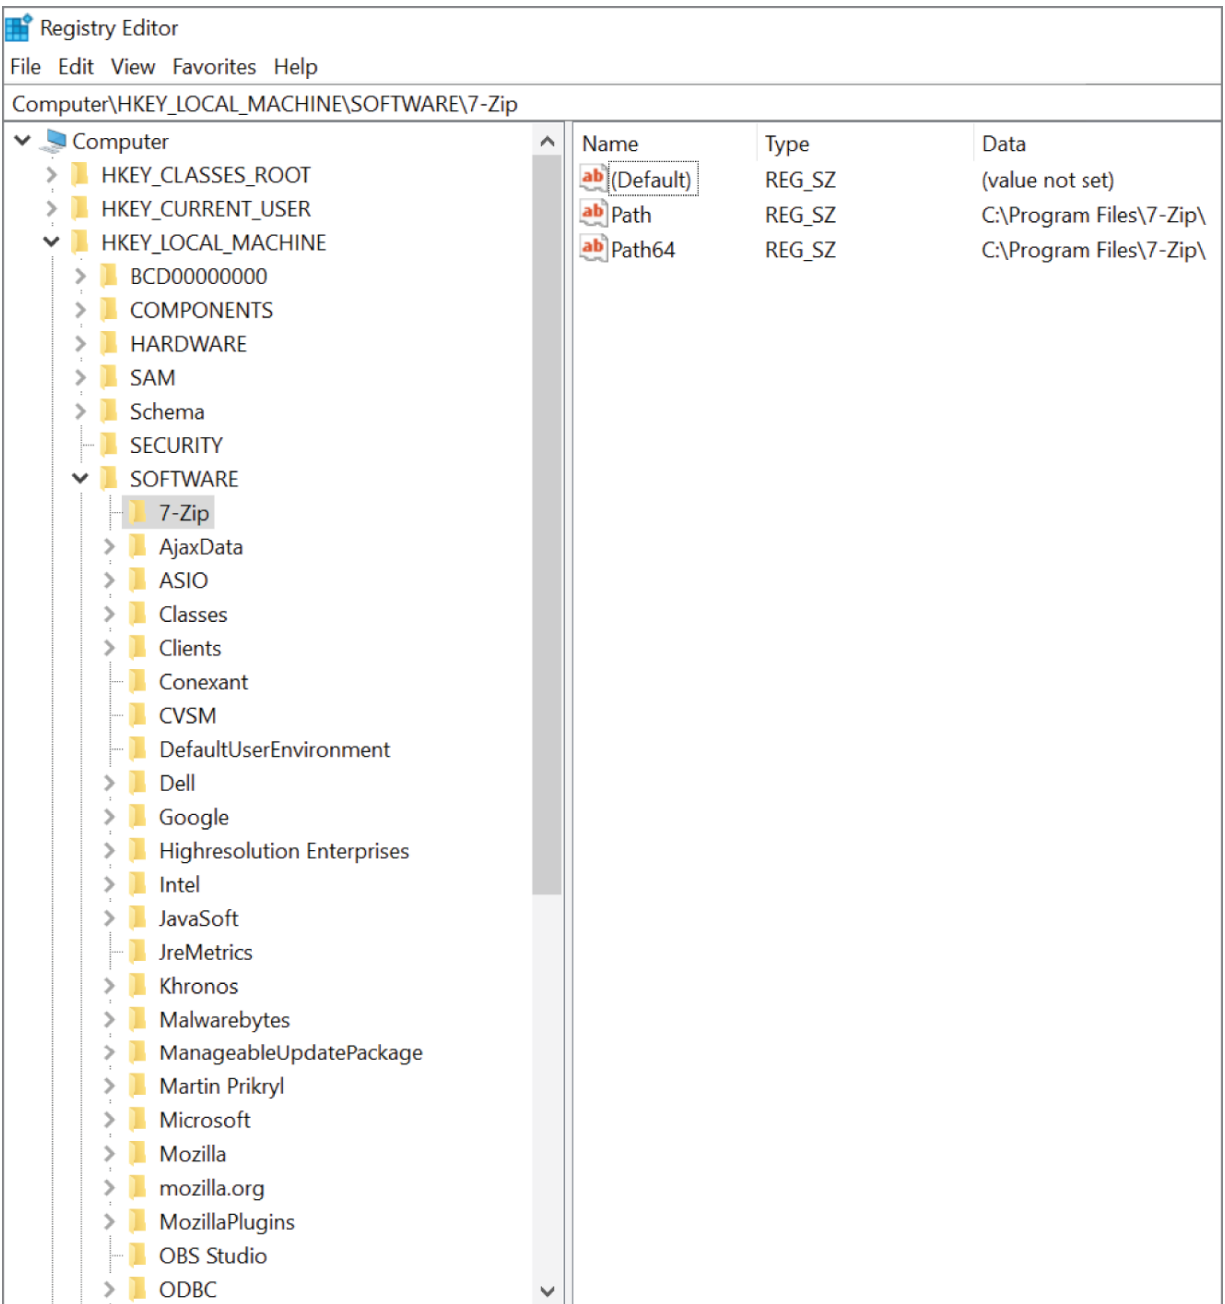 Registry Editor
File Edit View Favorites Help
Computer\HKEY_LOCAL_MACHINE\SOFTWARE\7-Zip
Computer
HKEY_CLASSES_ROOT
HKEY_CURRENT_USER
HKEY_LOCAL_MACHINE
BCD00000000
COMPONENTS
HARDWARE
SAM
Schema
SECURITY
SOFTWARE
7-Zip
AjaxData
ASIO
Classes
Clients
Conexant
CVSM
DefaultUserEnvironment
Dell
Google
Highresolution Enterprises
Intel
JavaSoft
JreMetrics
Khronos
Malwarebytes
ManageableUpdatePackage
Martin Prikryl
Microsoft
Mozilla
mozilla.org
MozillaPlugins
OBS Studio
ODBC
Name Type Data
ab (Default) REG_SZ (value not set)
ab Path REG_SZ C:\Program Files\7-Zip\
ab Path64 REG_SZ C:\Program Files\7-Zip\